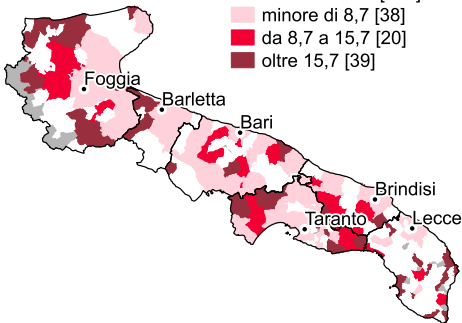 minore di 8,7 [38]
da 8,7 a 15,7 [20]
oltre 15,7 [39]
Foggia
Barletta
Bari
Brindisi
Taranto
Lecce